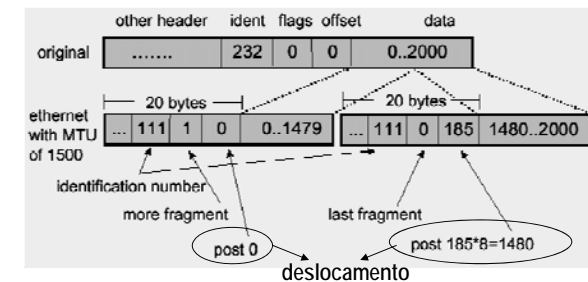 other header ident flags offset data
original ....... 232 0 0 0..2000
20 bytes 20 bytes
ethernet
with MTU
of 1500
... 111 1 0 0..1479 ... 111 0 185 1480..2000
identification number
more fragment last fragment
post 0 post 185*8=1480
deslocamento